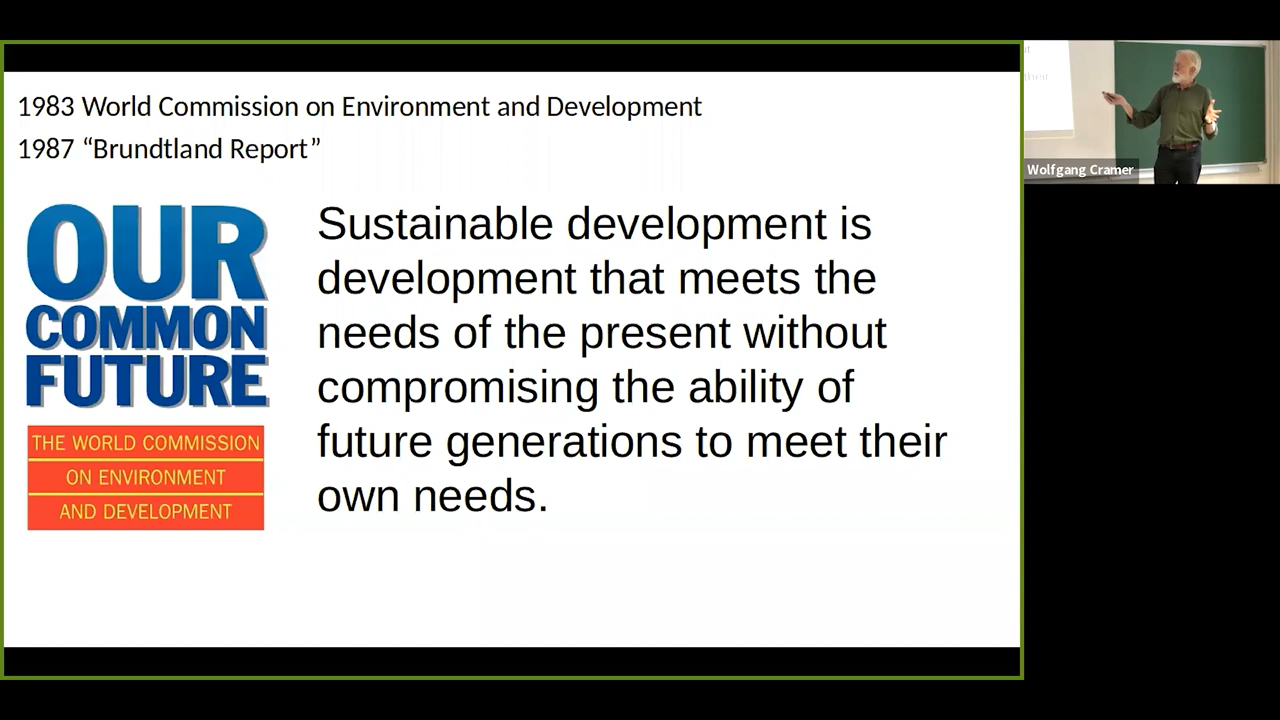 1983 World Commission on Environment and Development
1987 “Brundtland Report”
OUR
COMMON
FUTURE
THE WORLD COMMISSION
ON ENVIRONMENT
AND DEVELOPMENT
Sustainable development is
development that meets the
needs of the present without
compromising the ability of
future generations to meet their
own needs.
their
Wolfgang Cramer